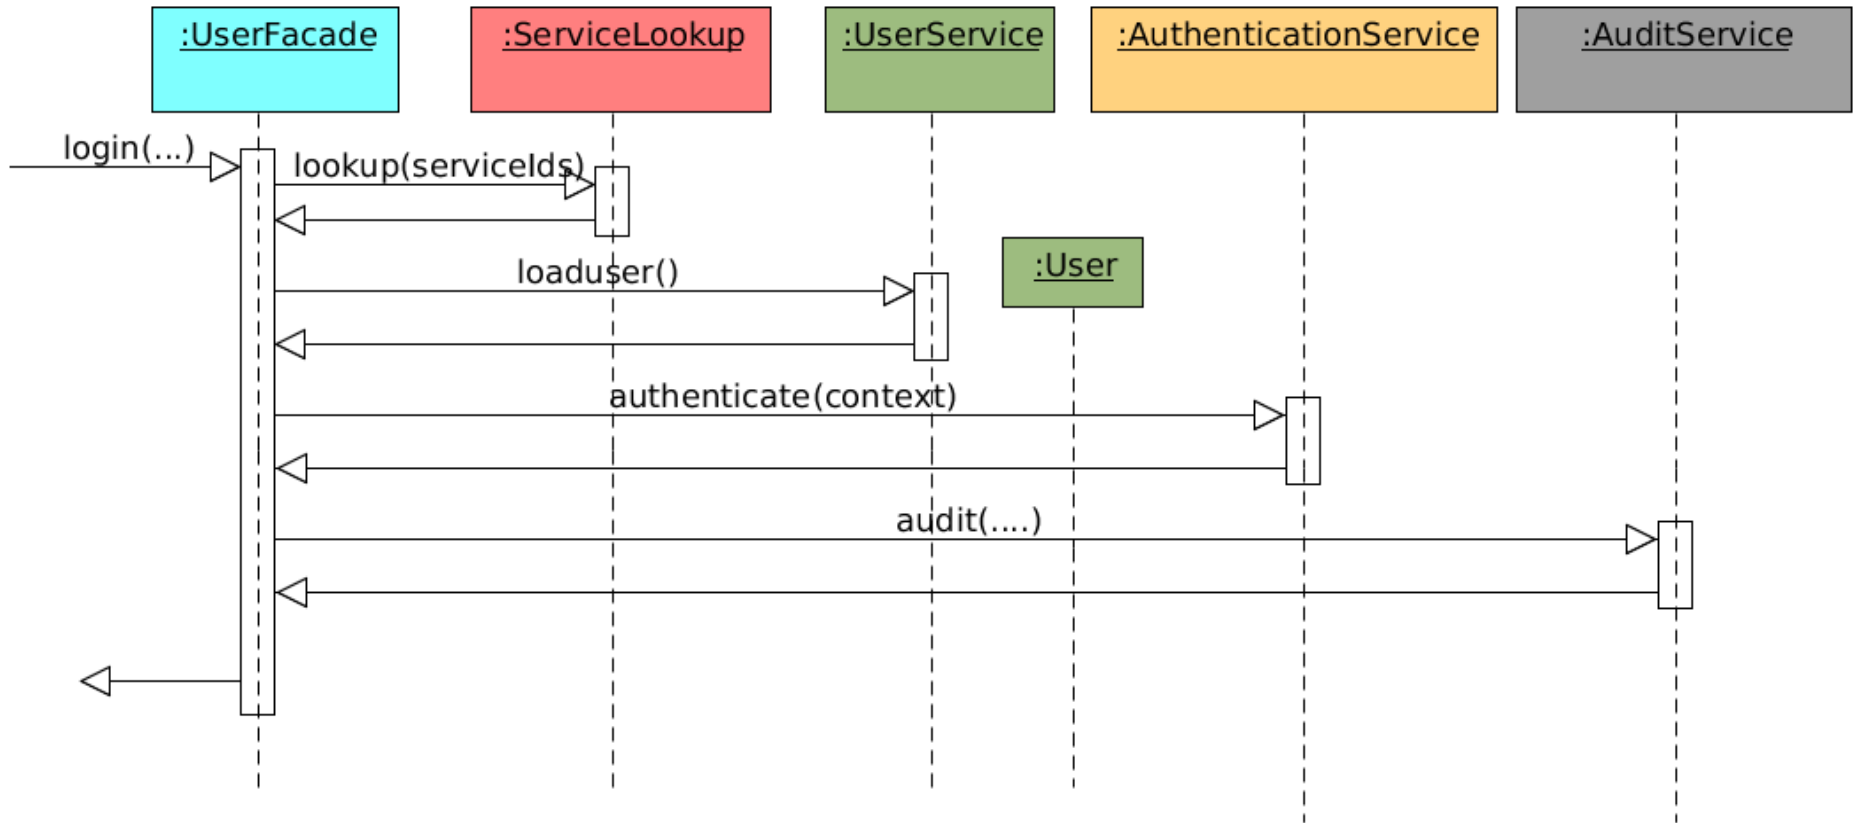 :UserFacade
:ServiceLookup
:UserService
:AuthenticationService
:AuditService
login(...)
lookup(serviceIds)
:User
loaduser()
authenticate(context)
audit(....)